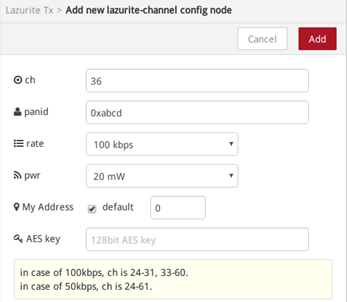 Lazurite Tx > Add new lazurite-channel config node
Cancel Add
ch 36
panid 0xabcd
rate 100 kbps
pwr 20 mW
My Address default 0
AES key 128bit AES key
in case of 100kbps, ch is 24-31, 33-60.
in case of 50kbps, ch is 24-61.